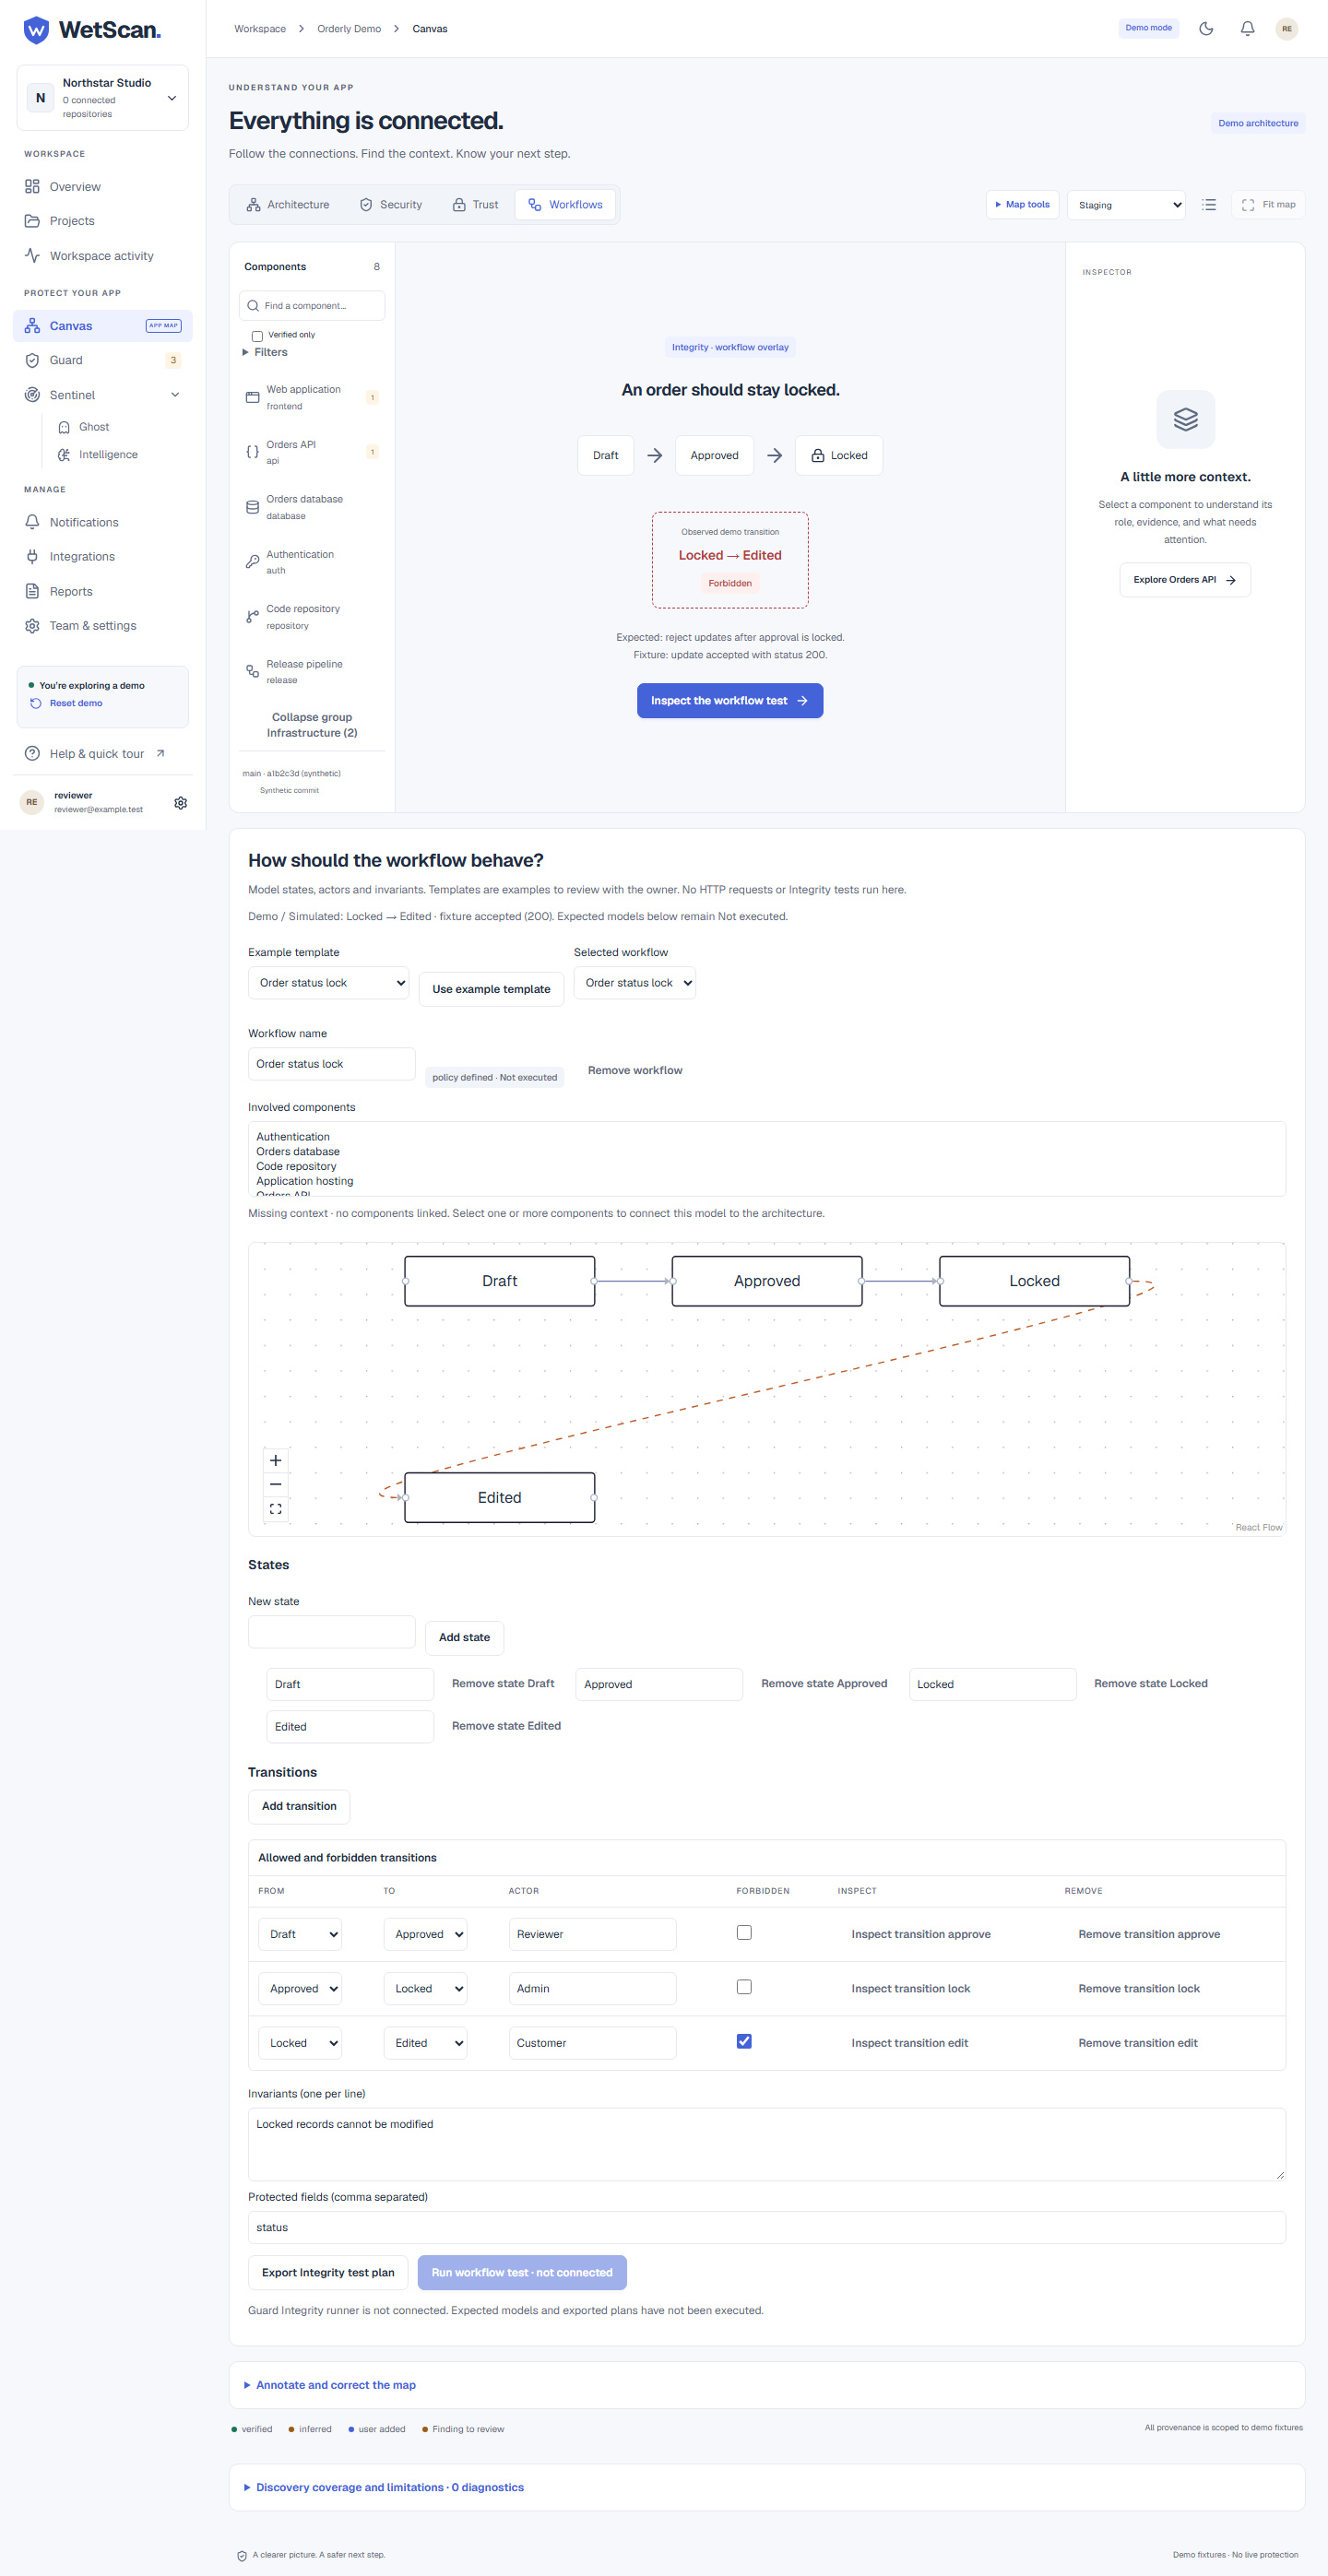 WetScan.
N
Northstar Studio
0 connected
repositories
WORKSPACE
Overview
Projects
Workspace activity
PROTECT YOUR APP
Canvas
APP MAP
Guard
3
Sentinel
Ghost
Intelligence
MANAGE
Notifications
Integrations
Reports
Team & settings
You're exploring a demo
Reset demo
Help & quick tour
RE
reviewer
reviewer@example.test
Workspace
Orderly Demo
Canvas
Demo mode
RE
UNDERSTAND YOUR APP
Everything is connected.
Follow the connections. Find the context. Know your next step.
Demo architecture
Architecture
Security
Trust
Workflows
Map tools
Staging
Fit map
Components
8
Find a component...
Verified only
Filters
Web application
frontend
1
Orders API
api
1
Orders database
database
Authentication
auth
Code repository
repository
Release pipeline
release
Collapse group
Infrastructure (2)
main · a1b2c3d (synthetic)
Synthetic commit
Integrity · workflow overlay
An order should stay locked.
Draft
Approved
Locked
Observed demo transition
Locked → Edited
Forbidden
Expected: reject updates after approval is locked.
Fixture: update accepted with status 200.
Inspect the workflow test
INSPECTOR
A little more context.
Select a component to understand its
role, evidence, and what needs
attention.
Explore Orders API
How should the workflow behave?
Model states, actors and invariants. Templates are examples to review with the owner. No HTTP requests or Integrity tests run here.
Demo / Simulated: Locked → Edited · fixture accepted (200). Expected models below remain Not executed.
Example template
Order status lock
Use example template
Selected workflow
Order status lock
Workflow name
Order status lock
policy defined · Not executed
Remove workflow
Involved components
Authentication
Orders database
Code repository
Application hosting
Orders API
Missing context · no components linked. Select one or more components to connect this model to the architecture.
Draft
Approved
Locked
Edited
React Flow
States
New state
Add state
Draft
Remove state Draft
Approved
Remove state Approved
Locked
Remove state Locked
Edited
Remove state Edited
Transitions
Add transition
Allowed and forbidden transitions
FROM
TO
ACTOR
FORBIDDEN
INSPECT
REMOVE
Draft
Approved
Reviewer
Inspect transition approve
Remove transition approve
Approved
Locked
Admin
Inspect transition lock
Remove transition lock
Locked
Edited
Customer
Inspect transition edit
Remove transition edit
Invariants (one per line)
Locked records cannot be modified
Protected fields (comma separated)
status
Export Integrity test plan
Run workflow test · not connected
Guard Integrity runner is not connected. Expected models and exported plans have not been executed.
Annotate and correct the map
verified
inferred
user added
Finding to review
All provenance is scoped to demo fixtures
Discovery coverage and limitations · 0 diagnostics
A clearer picture. A safer next step.
Demo fixtures · No live protection